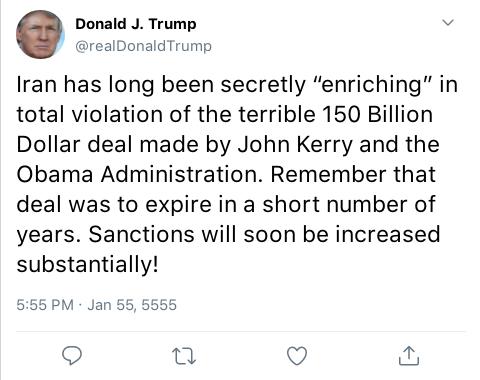 Donald J. Trump
@realDonaldTrump
Iran has long been secretly “enriching” in
total violation of the terrible 150 Billion
Dollar deal made by John Kerry and the
Obama Administration. Remember that
deal was to expire in a short number of
years. Sanctions will soon be increased
substantially!
5:55 PM · Jan 55, 5555